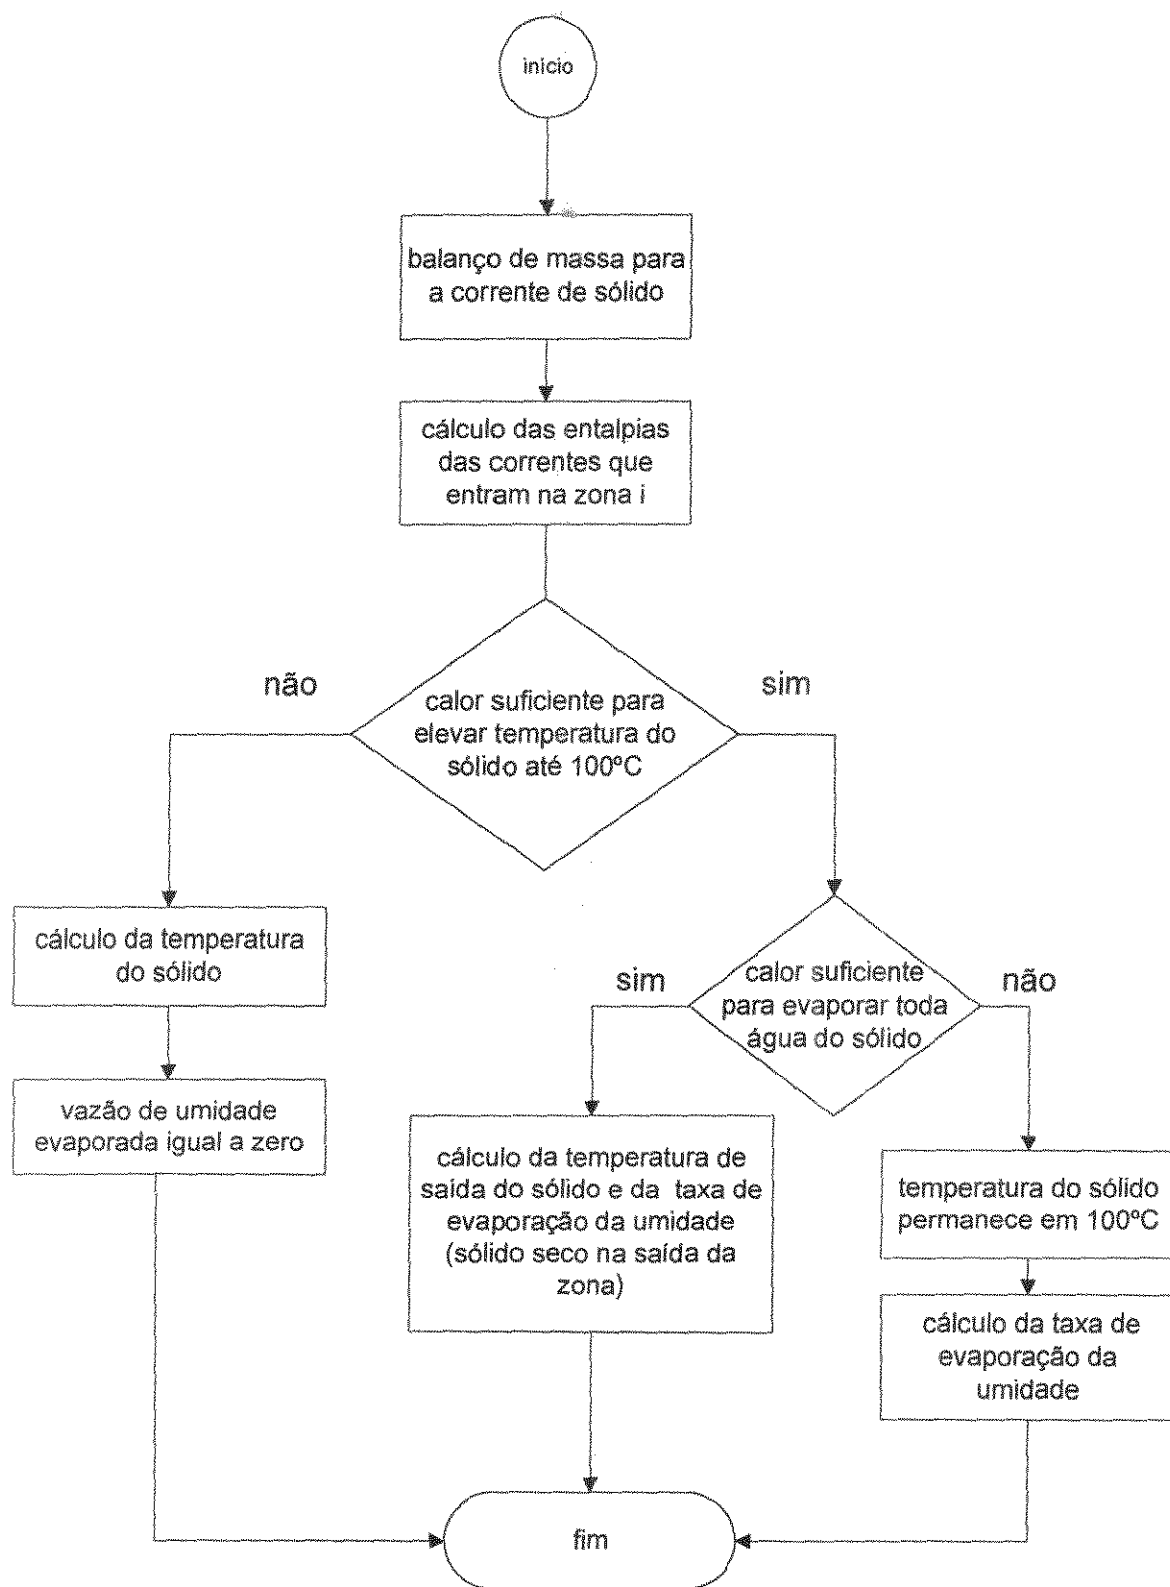 início
balanço de massa para
a corrente de sólido
cálculo das entalpias
das correntes que
entram na zona i
não
sim
calor suficiente para
elevar temperatura do
sólido até 100ºC
cálculo da temperatura
do sólido
sim
não
calor suficiente
para evaporar toda
água do sólido
vazão de umidade
evaporada igual a zero
cálculo da temperatura de
saída do sólido e da taxa de
evaporação da umidade
(sólido seco na saída da
zona)
temperatura do sólido
permanece em 100ºC
cálculo da taxa de
evaporação da
umidade
fim